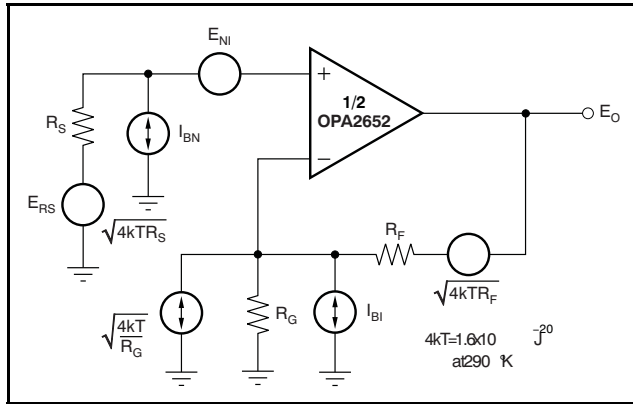 E_NI
R_S
I_BN
E_RS
√4kTR_S
+
1/2
OPA2652
−
E_O
R_F
√4kTR_F
√4kT/R_G
R_G
I_BI
4kT=1.6x10 J^-20
at290 °K